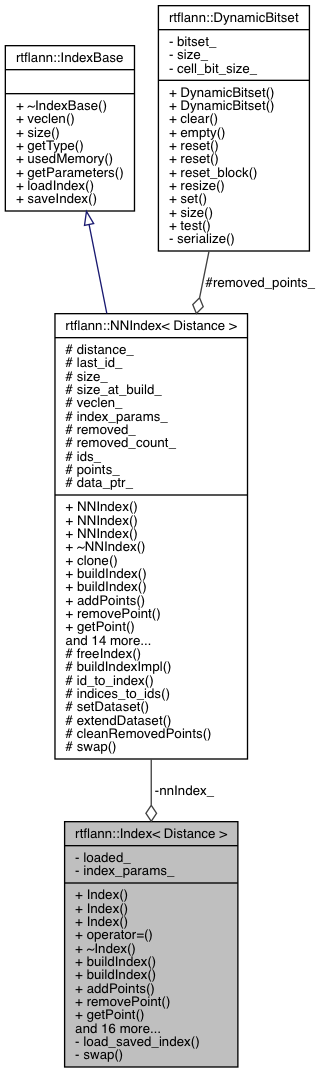 rtflann::DynamicBitset
- bitset_
- size_
- cell_bit_size_
+ DynamicBitset()
+ DynamicBitset()
+ clear()
+ empty()
+ reset()
+ reset()
+ reset_block()
+ resize()
+ set()
+ size()
+ test()
- serialize()
rtflann::IndexBase
+ ~IndexBase()
+ veclen()
+ size()
+ getType()
+ usedMemory()
+ getParameters()
+ loadIndex()
+ saveIndex()
#removed_points_
rtflann::NNIndex< Distance >
# distance_
# last_id_
# size_
# size_at_build_
# veclen_
# index_params_
# removed_
# removed_count_
# ids_
# points_
# data_ptr_
+ NNIndex()
+ NNIndex()
+ NNIndex()
+ ~NNIndex()
+ clone()
+ buildIndex()
+ buildIndex()
+ addPoints()
+ removePoint()
+ getPoint()
and 14 more...
# freeIndex()
# buildIndexImpl()
# id_to_index()
# indices_to_ids()
# setDataset()
# extendDataset()
# cleanRemovedPoints()
# swap()
-nnIndex_
rtflann::Index< Distance >
- loaded_
- index_params_
+ Index()
+ Index()
+ Index()
+ operator=()
+ ~Index()
+ buildIndex()
+ buildIndex()
+ addPoints()
+ removePoint()
+ getPoint()
and 16 more...
- load_saved_index()
- swap()